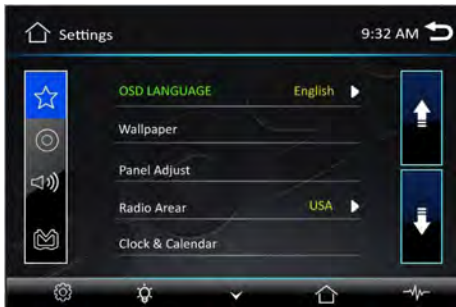 Settings
9:32 AM
OSD LANGUAGE English
Wallpaper
Panel Adjust
Radio Arear USA
Clock & Calendar